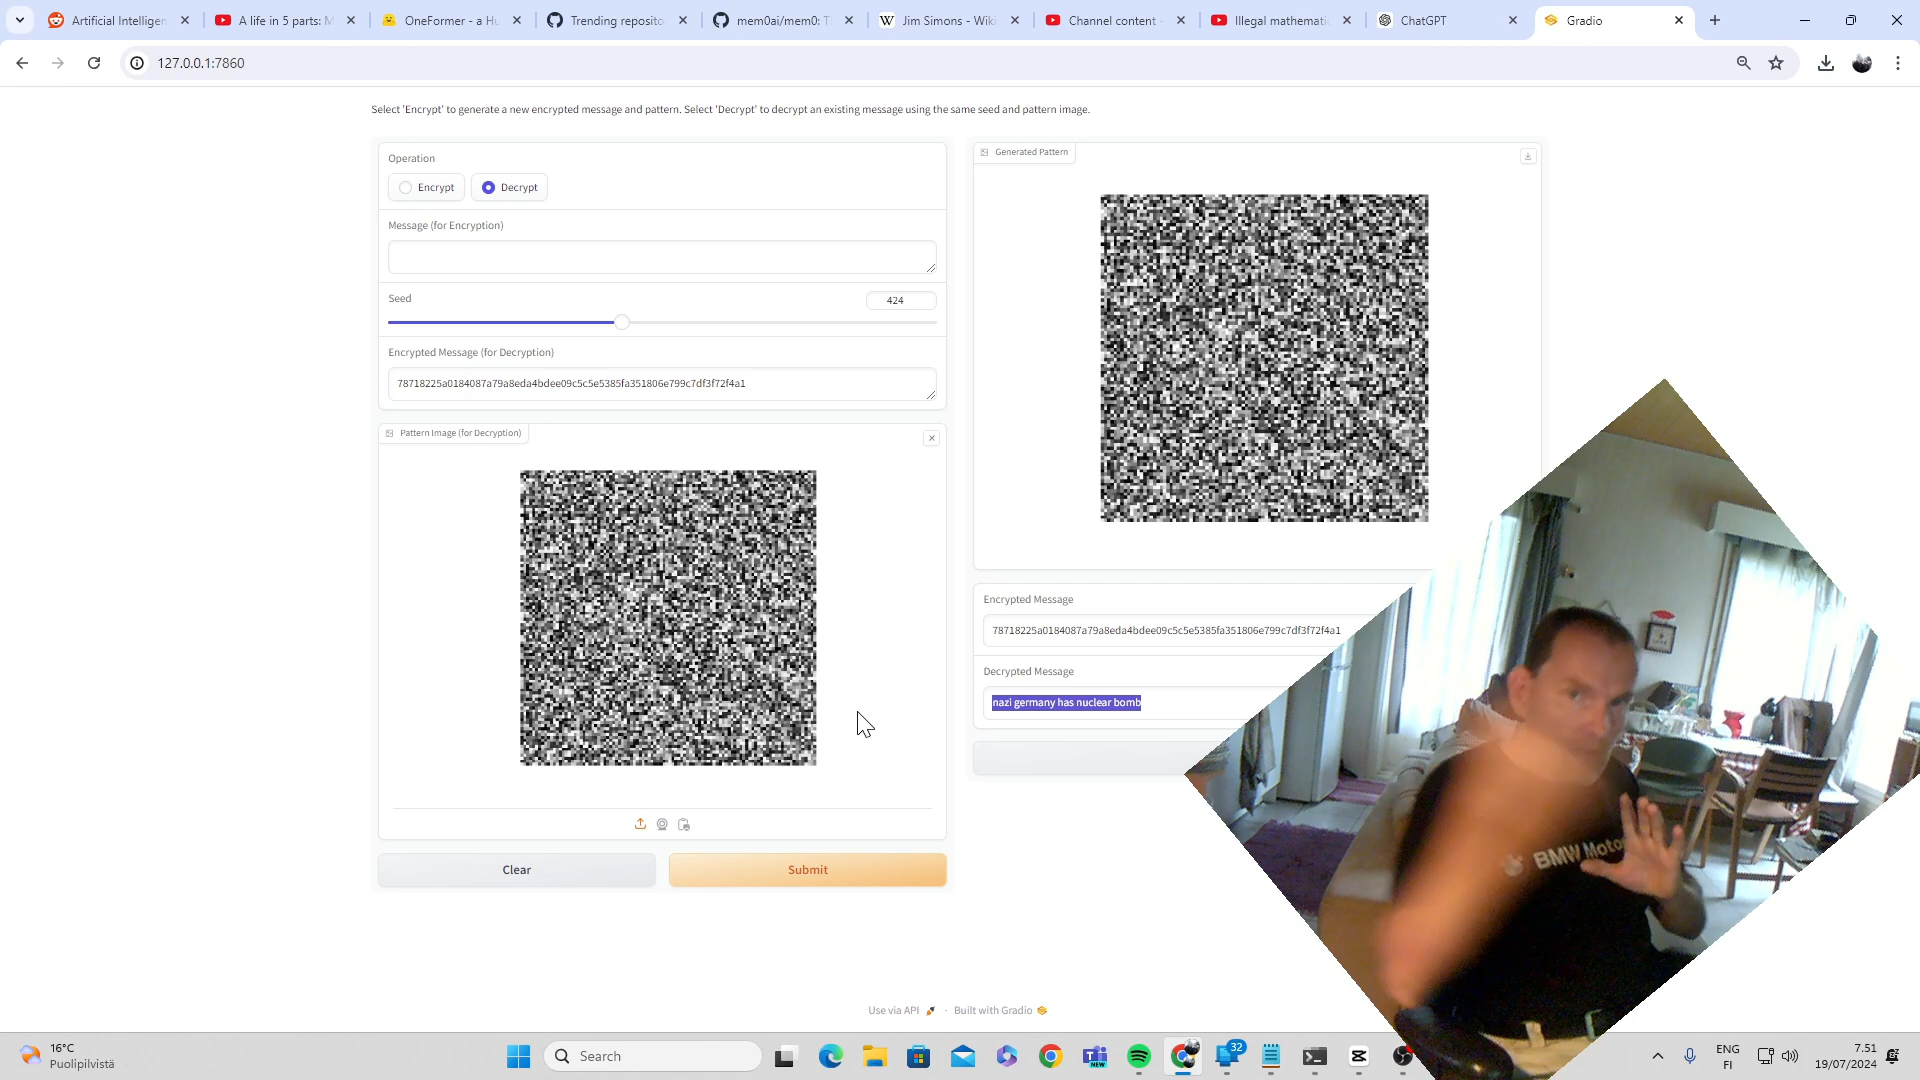 Artificial Intelligen
A life in 5 parts: M
OneFormer - a Hu
Trending reposito
mem0ai/mem0: T
Jim Simons - Wiki
Channel content -
Illegal mathematic
ChatGPT
Gradio
127.0.0.1:7860
Select 'Encrypt' to generate a new encrypted message and pattern. Select 'Decrypt' to decrypt an existing message using the same seed and pattern image.
Operation
Encrypt
Decrypt
Message (for Encryption)
Seed
424
Encrypted Message (for Decryption)
78718225a0184087a79a8eda4bdee09c5c5e5385fa351806e799c7df3f72f4a1
Pattern Image (for Decryption)
Clear
Submit
Generated Pattern
Encrypted Message
78718225a0184087a79a8eda4bdee09c5c5e5385fa351806e799c7df3f72f4a1
Decrypted Message
nazi germany has nuclear bomb
BMW Moto
Use via API
·
Built with Gradio
16°C
Puolipilvistä
Search
NEW
32
ENG
FI
7.51
19/07/2024